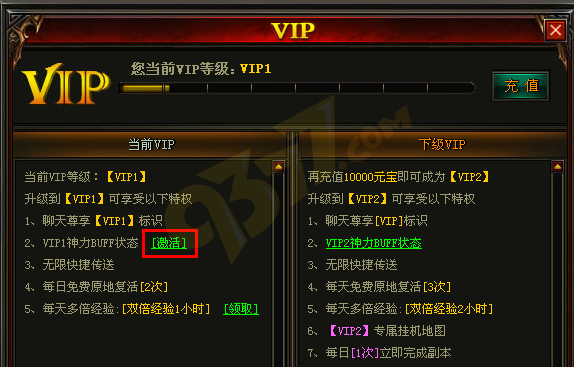 VIP
VIP
您当前VIP等级：VIP1
充 值
9377.COM
当前VIP
当前VIP等级：【VIP1】
升级到【VIP1】可享受以下特权
1、聊天尊享【VIP1】标识
2、VIP1神力BUFF状态 [激活]
3、无限快捷传送
4、每日免费原地复活[2次]
5、每天多倍经验:[双倍经验1小时] [领取]
下级VIP
再充值10000元宝即可成为【VIP2】
升级到【VIP2】可享受以下特权
1、聊天尊享[VIP]标识
2、VIP2神力BUFF状态
3、无限快捷传送
4、每天免费原地复活[3次]
5、每天多倍经验:[双倍经验2小时]
6、【VIP2】专属挂机地图
7、每日[1次]立即完成副本